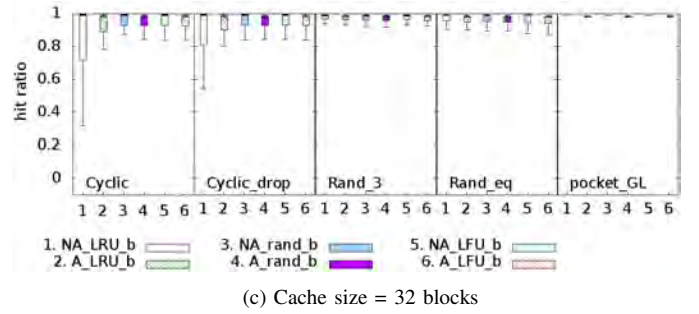 1
0.8
0.6
0.4
0.2
0
hit ratio
Cyclic Cyclic_drop Rand_3 Rand_eq pocket_GL
1 2 3 4 5 6 1 2 3 4 5 6 1 2 3 4 5 6 1 2 3 4 5 6 1 2 3 4 5 6
1. NA_LRU_b 3. NA_rand_b 5. NA_LFU_b
2. A_LRU_b 4. A_rand_b 6. A_LFU_b
(c) Cache size = 32 blocks